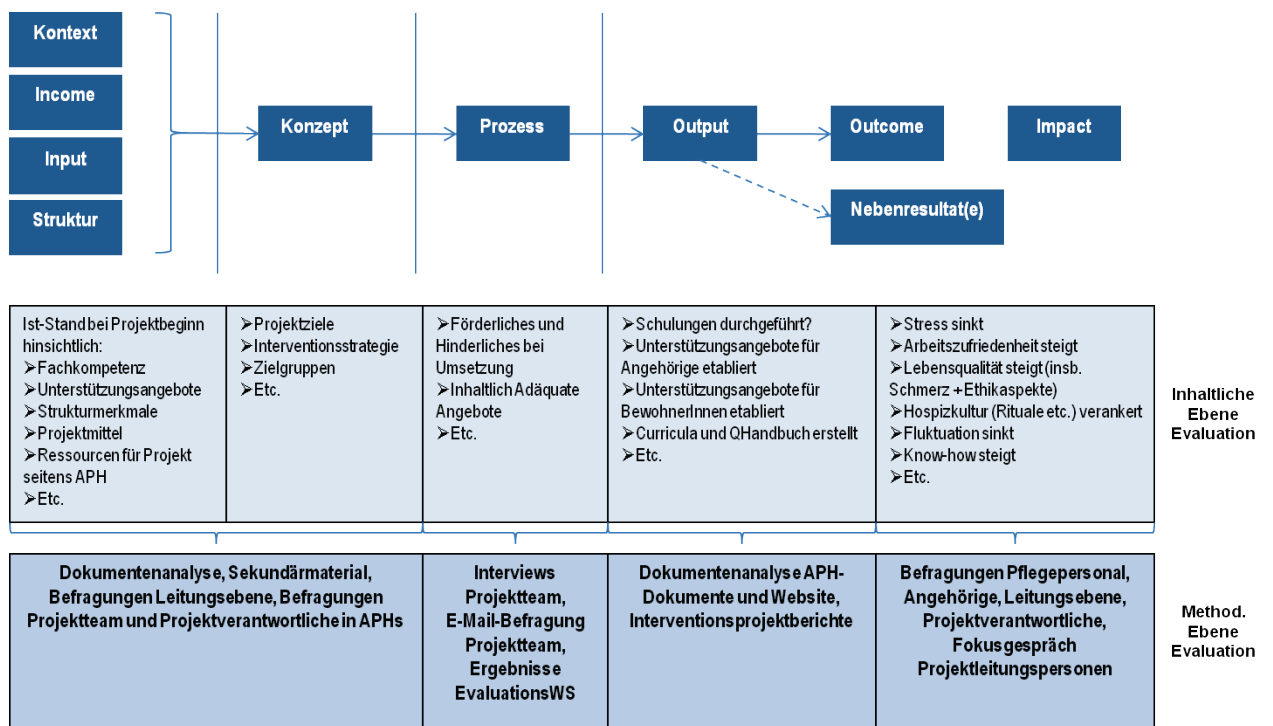 Kontext
Income
Input
Struktur
Konzept
Prozess
Output
Outcome
Impact
Nebenresultat(e)
Ist-Stand bei Projektbeginn
hinsichtlich:
➢Fachkompetenz
➢Unterstützungsangebote
➢Strukturmerkmale
➢Projektmittel
➢Ressourcen für Projekt
seitens APH
➢Etc.
➢Projektziele
➢Interventionsstrategie
➢Zielgruppen
➢Etc.
➢Förderliches und
Hinderliches bei
Umsetzung
➢Inhaltlich Adäquate
Angebote
➢Etc.
➢Schulungen durchgeführt?
➢Unterstützungsangebote für
Angehörige etabliert
➢Unterstützungsangebote für
BewohnerInnen etabliert
➢Curricula und QHandbuch erstellt
➢Etc.
➢Stress sinkt
➢Arbeitszufriedenheit steigt
➢Lebensqualität steigt (insb.
Schmerz + Ethikaspekte)
➢Hospizkultur (Rituale etc.) verankert
➢Fluktuation sinkt
➢Know-how steigt
➢Etc.
Inhaltliche
Ebene
Evaluation
Dokumentenanalyse, Sekundärmaterial,
Befragungen Leitungsebene, Befragungen
Projektteam und Projektverantwortliche in APHs
Interviews
Projektteam,
E-Mail-Befragung
Projektteam,
Ergebnisse
EvaluationsWS
Dokumentenanalyse APH-
Dokumente und Website,
Interventionsprojektberichte
Befragungen Pflegepersonal,
Angehörige, Leitungsebene,
Projektverantwortliche,
Fokusgespräch
Projektleitungspersonen
Method.
Ebene
Evaluation